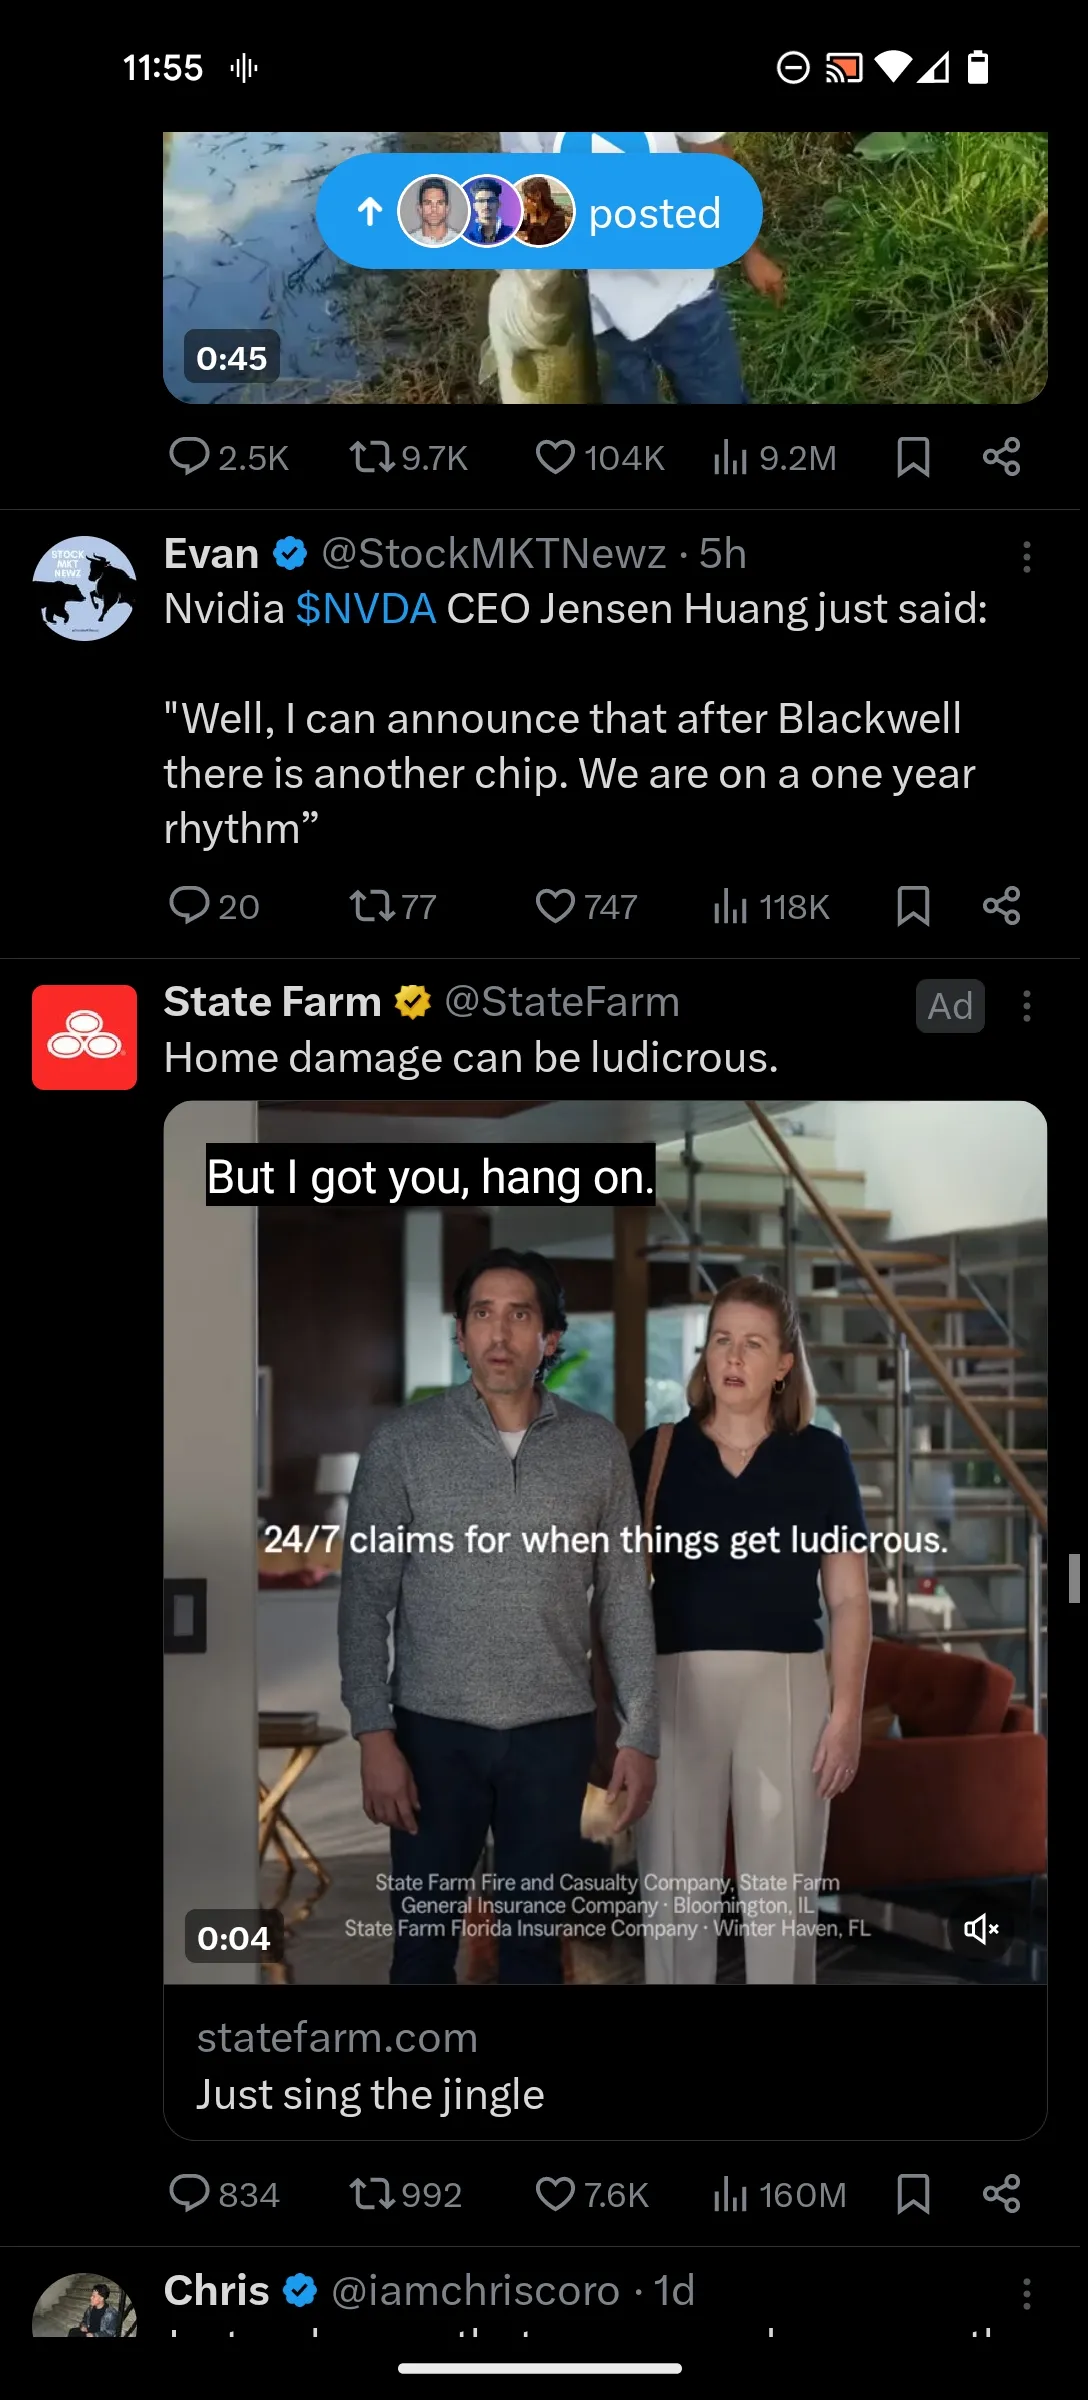 11:55
posted
0:45
2.5K 9.7K 104K 9.2M
STOCK
MKT
NEWZ
Evan @StockMKTNewz · 5h
Nvidia $NVDA CEO Jensen Huang just said:
"Well, I can announce that after Blackwell
there is another chip. We are on a one year
rhythm”
20 77 747 118K
State Farm @StateFarm Ad
Home damage can be ludicrous.
But I got you, hang on.
24/7 claims for when things get ludicrous.
State Farm Fire and Casualty Company, State Farm
General Insurance Company · Bloomington, IL
State Farm Florida Insurance Company · Winter Haven, FL
0:04
statefarm.com
Just sing the jingle
834 992 7.6K 160M
Chris @iamchriscoro · 1d